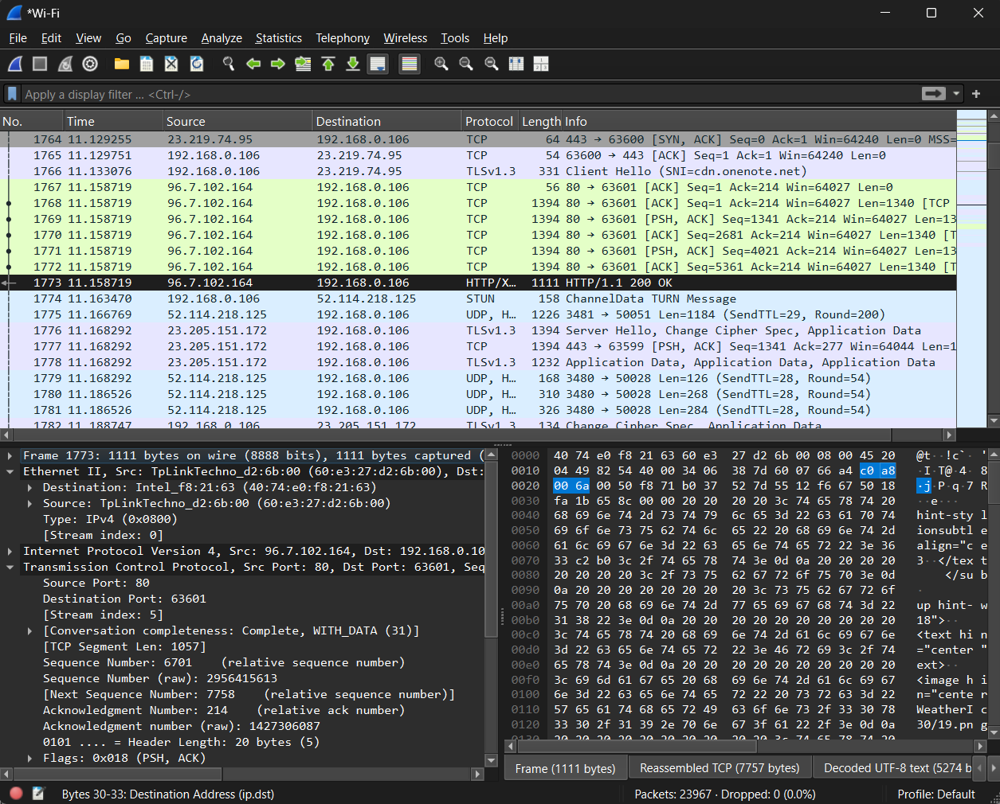 *Wi-Fi
File Edit View Go Capture Analyze Statistics Telephony Wireless Tools Help
Apply a display filter ... <Ctrl-/>
No. Time Source Destination Protocol Length Info
1764 11.129255 23.219.74.95 192.168.0.106 TCP 64 443 → 63600 [SYN, ACK] Seq=0 Ack=1 Win=64240 Len=0 MSS=
1765 11.129751 192.168.0.106 23.219.74.95 TCP 54 63600 → 443 [ACK] Seq=1 Ack=1 Win=64240 Len=0
1766 11.133076 192.168.0.106 23.219.74.95 TLSv1.3 331 Client Hello (SNI=cdn.onenote.net)
1767 11.158719 96.7.102.164 192.168.0.106 TCP 56 80 → 63601 [ACK] Seq=1 Ack=214 Win=64027 Len=0
1768 11.158719 96.7.102.164 192.168.0.106 TCP 1394 80 → 63601 [ACK] Seq=1 Ack=214 Win=64027 Len=1340 [TCP
1769 11.158719 96.7.102.164 192.168.0.106 TCP 1394 80 → 63601 [PSH, ACK] Seq=1341 Ack=214 Win=64027 Len=13
1770 11.158719 96.7.102.164 192.168.0.106 TCP 1394 80 → 63601 [ACK] Seq=2681 Ack=214 Win=64027 Len=1340 [T
1771 11.158719 96.7.102.164 192.168.0.106 TCP 1394 80 → 63601 [PSH, ACK] Seq=4021 Ack=214 Win=64027 Len=13
1772 11.158719 96.7.102.164 192.168.0.106 TCP 1394 80 → 63601 [ACK] Seq=5361 Ack=214 Win=64027 Len=1340 [T
1773 11.158719 96.7.102.164 192.168.0.106 HTTP/X… 1111 HTTP/1.1 200 OK
1774 11.163470 192.168.0.106 52.114.218.125 STUN 158 ChannelData TURN Message
1775 11.166769 52.114.218.125 192.168.0.106 UDP, H… 1226 3481 → 50051 Len=1184 (SendTTL=29, Round=200)
1776 11.168292 23.205.151.172 192.168.0.106 TLSv1.3 1394 Server Hello, Change Cipher Spec, Application Data
1777 11.168292 23.205.151.172 192.168.0.106 TCP 1394 443 → 63599 [PSH, ACK] Seq=1341 Ack=277 Win=64044 Len=1
1778 11.168292 23.205.151.172 192.168.0.106 TLSv1.3 1232 Application Data, Application Data, Application Data
1779 11.168292 52.114.218.125 192.168.0.106 UDP, H… 168 3480 → 50028 Len=126 (SendTTL=28, Round=54)
1780 11.186526 52.114.218.125 192.168.0.106 UDP, H… 310 3480 → 50028 Len=268 (SendTTL=28, Round=54)
1781 11.186526 52.114.218.125 192.168.0.106 UDP, H… 326 3480 → 50028 Len=284 (SendTTL=28, Round=54)
1782 11.188747 192.168.0.106 23.205.151.172 TLSv1.3 134 Change Cipher Spec, Application Data
Frame 1773: 1111 bytes on wire (8888 bits), 1111 bytes captured (
Ethernet II, Src: TpLinkTechno_d2:6b:00 (60:e3:27:d2:6b:00), Dst:
Destination: Intel_f8:21:63 (40:74:e0:f8:21:63)
Source: TpLinkTechno_d2:6b:00 (60:e3:27:d2:6b:00)
Type: IPv4 (0x0800)
[Stream index: 0]
Internet Protocol Version 4, Src: 96.7.102.164, Dst: 192.168.0.10
Transmission Control Protocol, Src Port: 80, Dst Port: 63601, Seq
Source Port: 80
Destination Port: 63601
[Stream index: 5]
[Conversation completeness: Complete, WITH_DATA (31)]
[TCP Segment Len: 1057]
Sequence Number: 6701 (relative sequence number)
Sequence Number (raw): 2956415613
[Next Sequence Number: 7758 (relative sequence number)]
Acknowledgment Number: 214 (relative ack number)
Acknowledgment number (raw): 1427306087
0101 .... = Header Length: 20 bytes (5)
Flags: 0x018 (PSH, ACK)
0000 40 74 e0 f8 21 63 60 e3 27 d2 6b 00 08 00 45 20 @t··!c`· '
0010 04 49 82 54 40 00 34 06 38 7d 60 07 66 a4 c0 a8 ·I·T@·4· 8
0020 00 6a 00 50 f8 71 b0 37 52 7d 55 12 f6 67 50 18 ·j·P·q·7 R
0030 fa 1b 65 8c 00 00 20 20 20 20 3c 74 65 78 74 20 ··e···
0040 68 69 6e 74 2d 73 74 79 6c 65 3d 22 63 61 70 74 hint-sty l
0050 69 6f 6e 73 75 62 74 6c 65 22 20 68 69 6e 74 2d ionsubtl e
0060 61 6c 69 67 6e 3d 22 63 65 6e 74 65 72 22 3e 36 align="c e
0070 33 c2 b0 3c 2f 74 65 78 74 3e 0d 0a 20 20 20 20 3··</tex t
0080 20 20 20 20 3c 2f 73 75 62 67 72 6f 75 70 3e 0d </su b
0090 0a 20 20 20 20 20 20 20 20 3c 73 75 62 67 72 6f ·
00a0 75 70 20 68 69 6e 74 2d 77 65 69 67 68 74 3d 22 up hint- w
00b0 31 38 22 3e 0d 0a 20 20 20 20 20 20 20 20 20 20 18">··
00c0 3c 74 65 78 74 20 68 69 6e 74 2d 61 6c 69 67 6e <text hi n
00d0 3d 22 63 65 6e 74 65 72 22 3e 46 72 69 3c 2f 74 ="center "
00e0 65 78 74 3e 0d 0a 20 20 20 20 20 20 20 20 20 20 ext>··
00f0 3c 69 6d 61 67 65 20 68 69 6e 74 2d 61 6c 69 67 <image h i
0100 6e 3d 22 63 65 6e 74 65 72 22 20 73 72 63 3d 22 n="cente r
0110 57 65 61 74 68 65 72 49 63 6f 6e 73 2f 33 30 78 WeatherI c
0120 33 30 2f 31 39 2e 70 6e 67 3f 61 22 2f 3e 0d 0a 30/19.pn g
0130 20 20 20 20 20 20 20 20 20 20 3c 74 65 78 74 20
Frame (1111 bytes) Reassembled TCP (7757 bytes) Decoded UTF-8 text (5274 b
Bytes 30-33: Destination Address (ip.dst) Packets: 23967 · Dropped: 0 (0.0%) Profile: Default